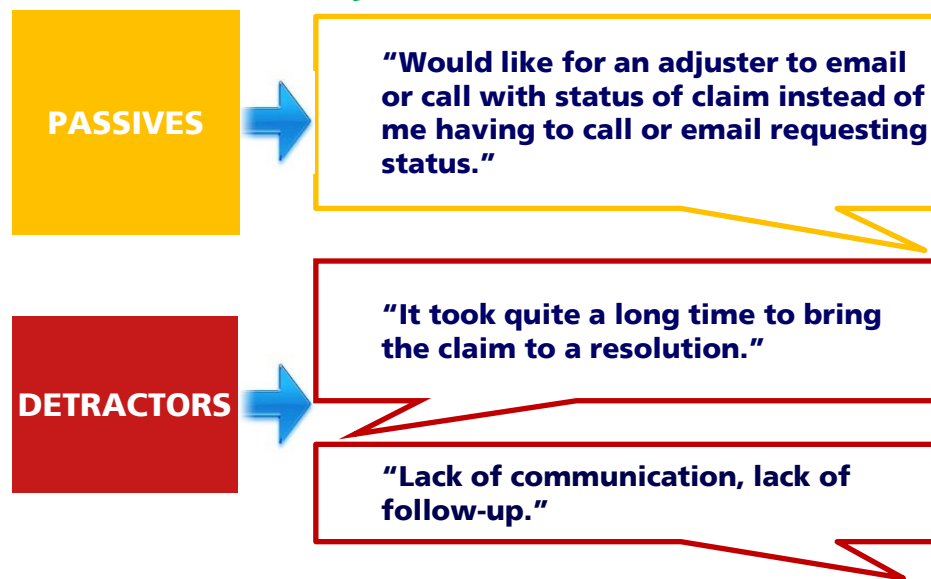 PASSIVES
“Would like for an adjuster to email
or call with status of claim instead of
me having to call or email requesting
status.”
DETRACTORS
“It took quite a long time to bring
the claim to a resolution.”
“Lack of communication, lack of
follow-up.”